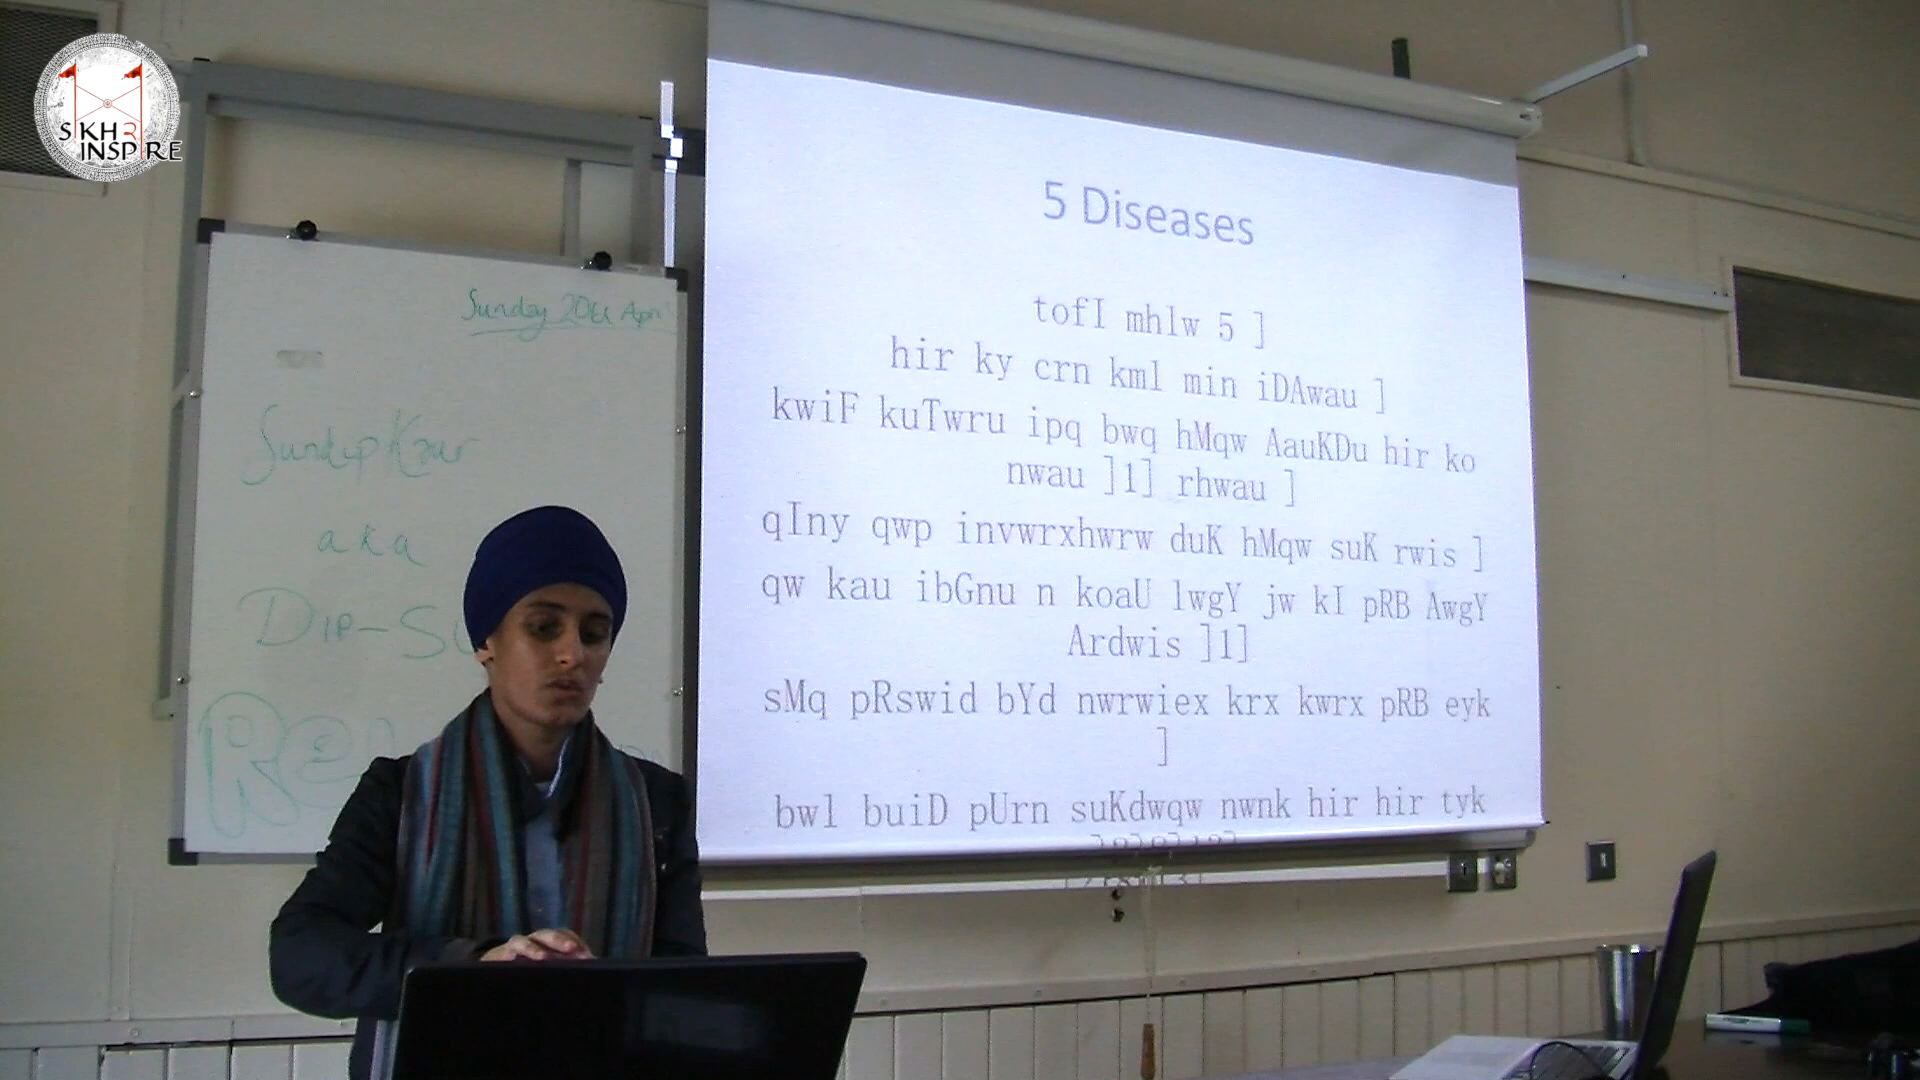 SIKH
INSPIRE
Sunday 20th Apr
Sundip Kaur
aka
DIP-SU
Re
5 Diseases
tofI mhlw 5 ]
hir ky crn kml min iDAwau ]
kwiF kuTwru ipq bwq hMqw AauKDu hir ko
nwau ]1] rhwau ]
qIny qwp invwrxhwrw duK hMqw suK rwis ]
qw kau ibGnu n koaU lwgY jw kI pRB AwgY
Ardwis ]1]
sMq pRswid bYd nwrwiex krx kwrx pRB eyk
]
bwl buiD pUrn suKdwqw nwnk hir hir tyk